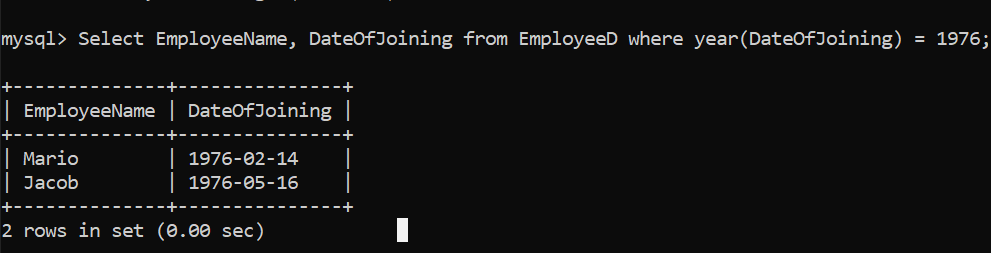 mysql> Select EmployeeName, DateOfJoining from EmployeeD where year(DateOfJoining) = 1976;
+--------------+---------------+
| EmployeeName | DateOfJoining |
+--------------+---------------+
| Mario        | 1976-02-14    |
| Jacob        | 1976-05-16    |
+--------------+---------------+
2 rows in set (0.00 sec)